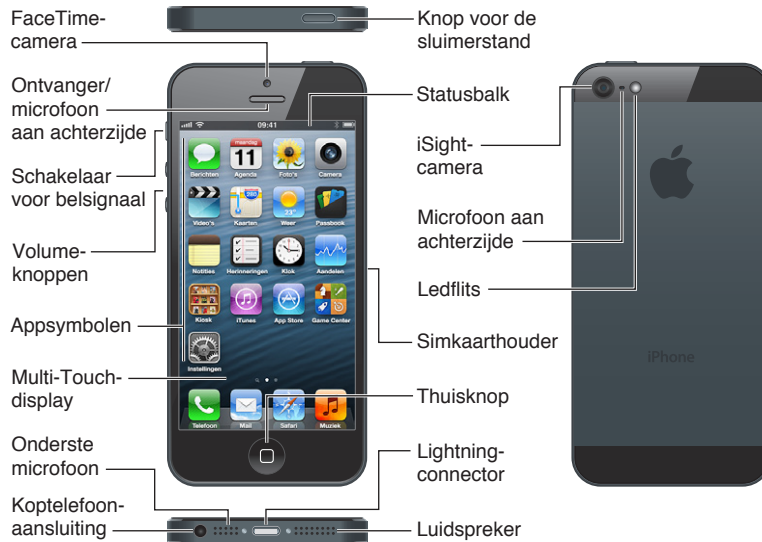 FaceTime-
camera
Ontvanger/
microfoon
aan achterzijde
Schakelaar
voor belsignaal
Volume-
knoppen
Appsymbolen
Multi-Touch-
display
Onderste
microfoon
Koptelefoon-
aansluiting
09:41
maandag
11
Berichten
Agenda
Foto's
Camera
280
23°
Video's
Kaarten
Weer
Passbook
Notities
Herinneringen
Klok
Aandelen
Kiosk
iTunes
App Store
Game Center
Instellingen
Telefoon
Mail
Safari
Muziek
Knop voor de
sluimerstand
Statusbalk
iSight-
camera
Microfoon aan
achterzijde
Ledflits
Simkaarthouder
Thuisknop
Lightning-
connector
Luidspreker
iPhone